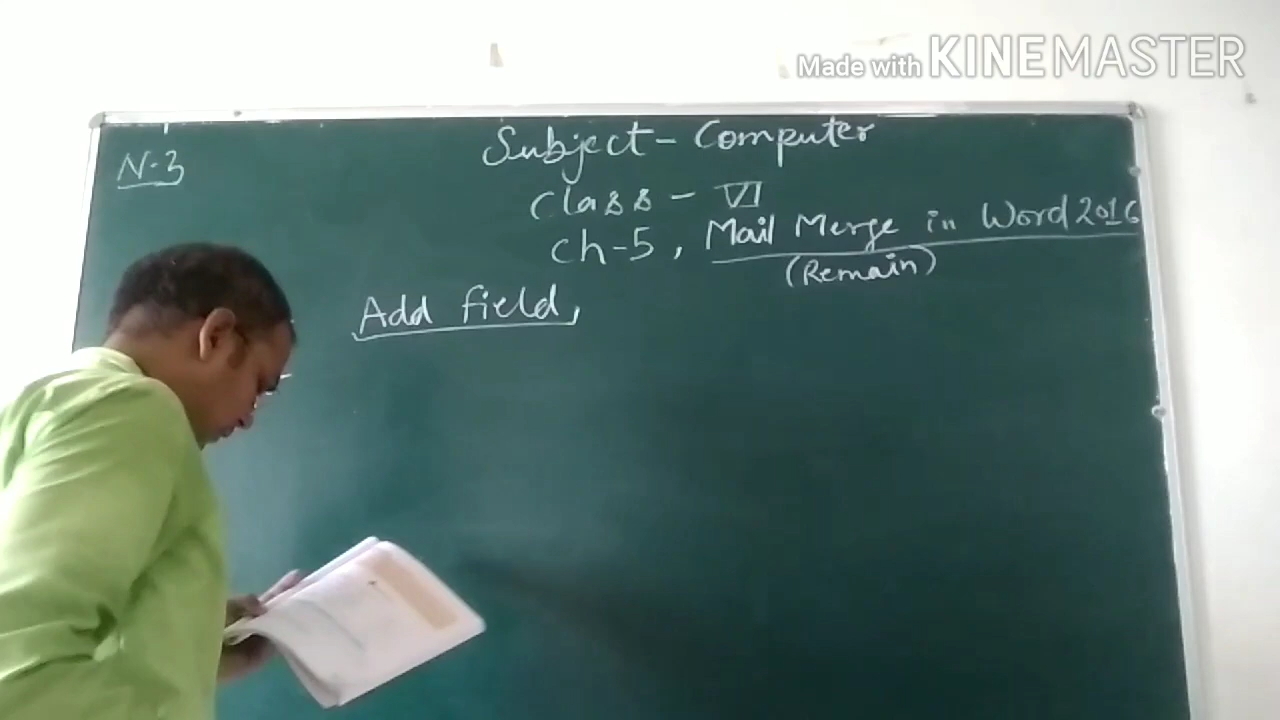 Made with KINEMASTER
N-3
Subject - Computer
Class - VI
Ch-5, Mail Merge in Word 2016
(Remain)
Add field,